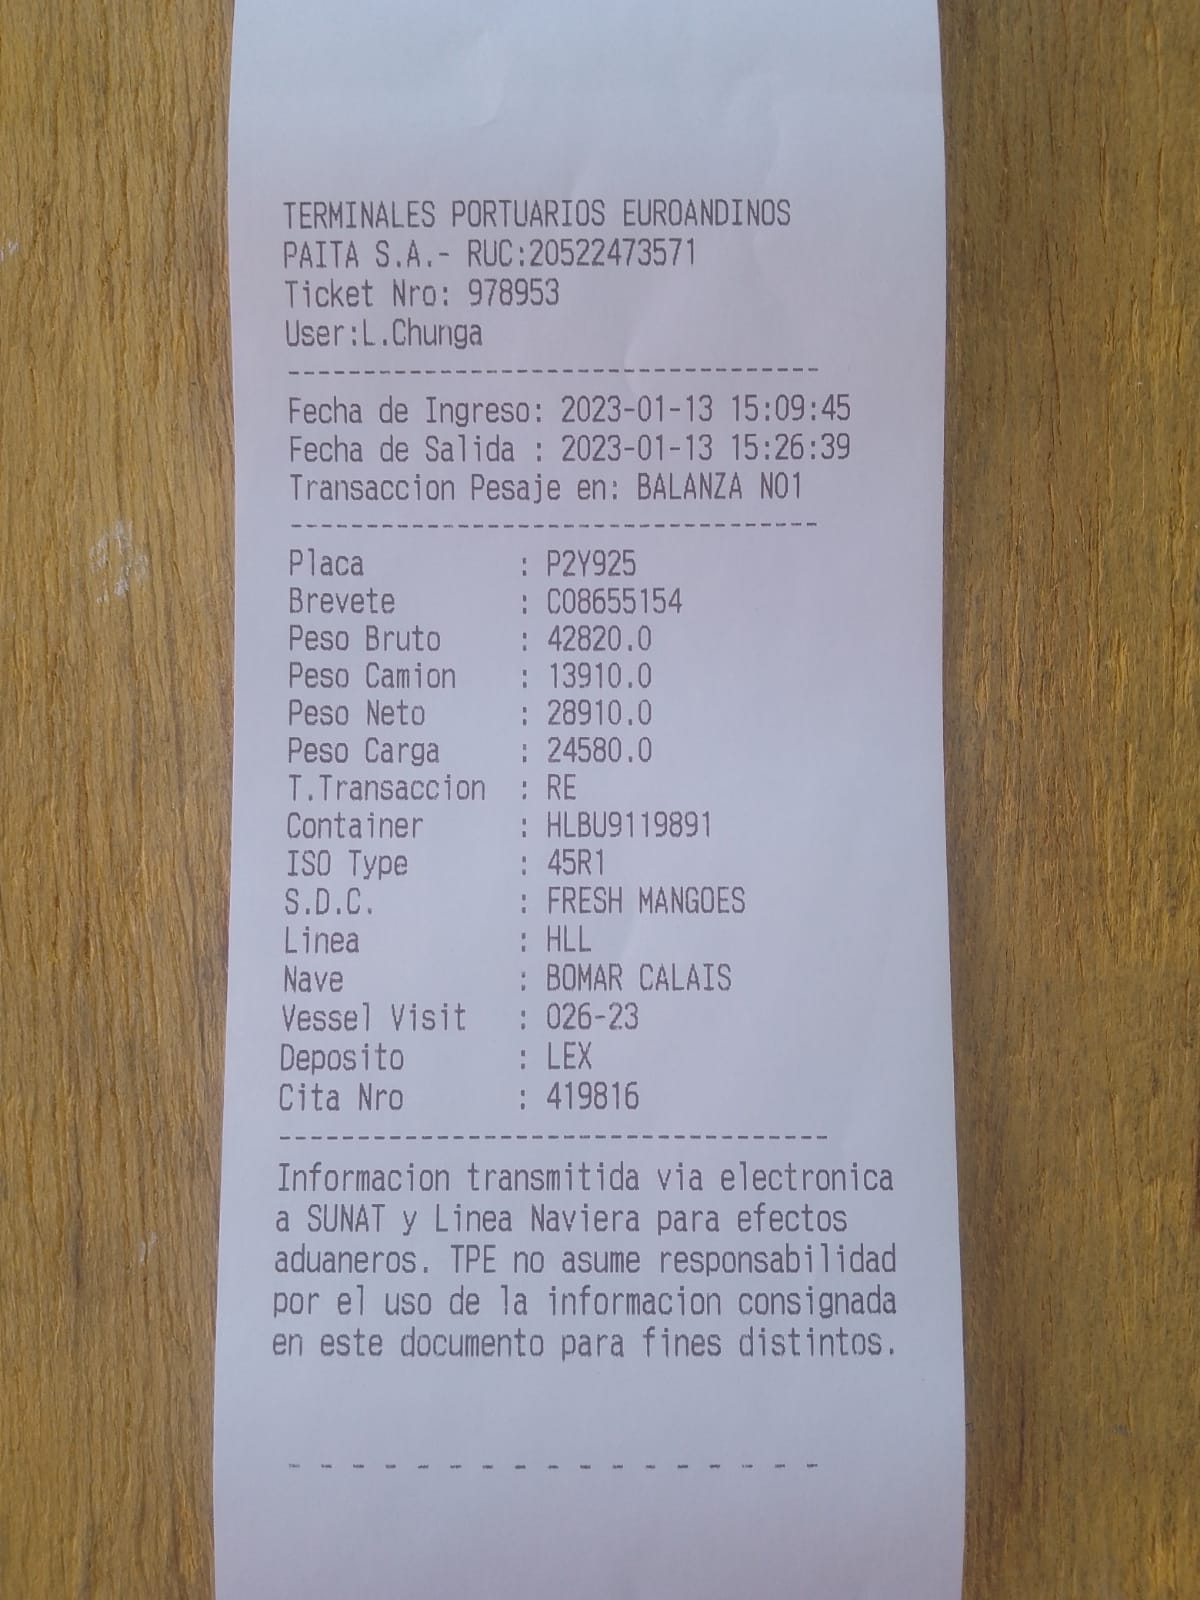 TERMINALES PORTUARIOS EUROANDINOS
PAITA S.A.- RUC:20522473571
Ticket Nro: 978953
User:L.Chunga
-----------------------------------
Fecha de Ingreso: 2023-01-13 15:09:45
Fecha de Salida : 2023-01-13 15:26:39
Transaccion Pesaje en: BALANZA NO1
-----------------------------------
Placa : P2Y925
Brevete : C08655154
Peso Bruto : 42820.0
Peso Camion : 13910.0
Peso Neto : 28910.0
Peso Carga : 24580.0
T.Transaccion : RE
Container : HLBU9119891
ISO Type : 45R1
S.D.C. : FRESH MANGOES
Linea : HLL
Nave : BOMAR CALAIS
Vessel Visit : 026-23
Deposito : LEX
Cita Nro : 419816
-----------------------------------
Informacion transmitida via electronica
a SUNAT y Linea Naviera para efectos
aduaneros. TPE no asume responsabilidad
por el uso de la informacion consignada
en este documento para fines distintos.
- - - - - - - - - - - - - - - - -